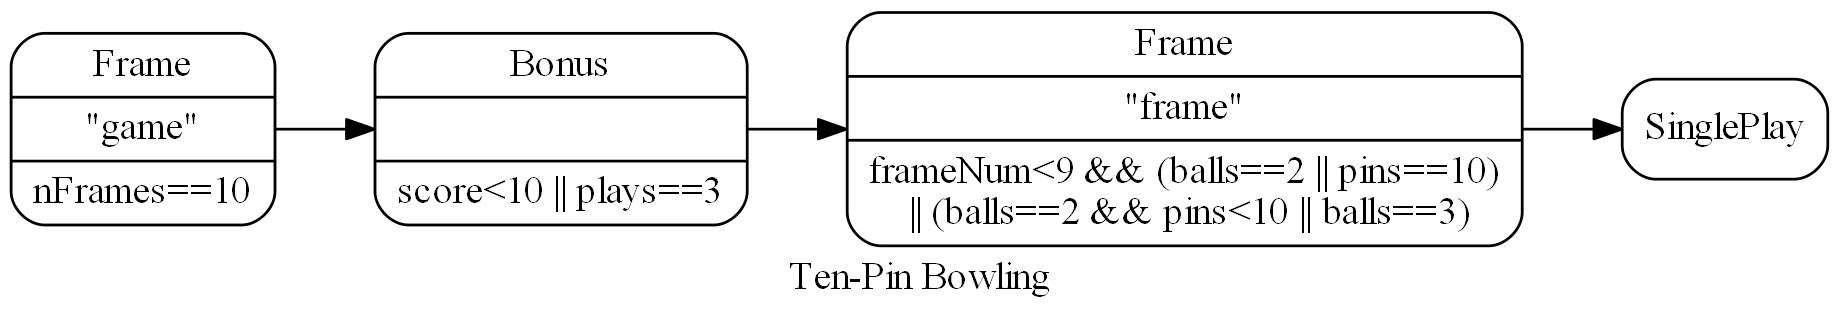 Frame
"game"
nFrames==10
Bonus
score<10 || plays==3
Frame
"frame"
frameNum<9 && (balls==2 || pins==10)
|| (balls==2 && pins<10 || balls==3)
SinglePlay
Ten-Pin Bowling